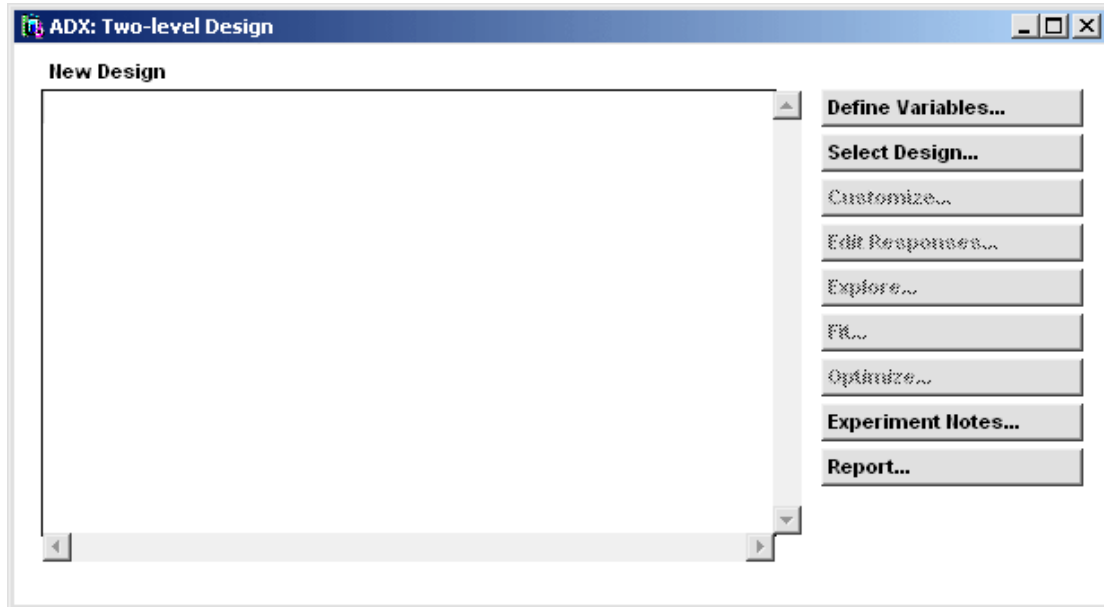 ADX: Two-level Design
New Design
Define Variables...
Select Design...
Customize...
Edit Responses...
Explore...
Fit...
Optimize...
Experiment Notes...
Report...